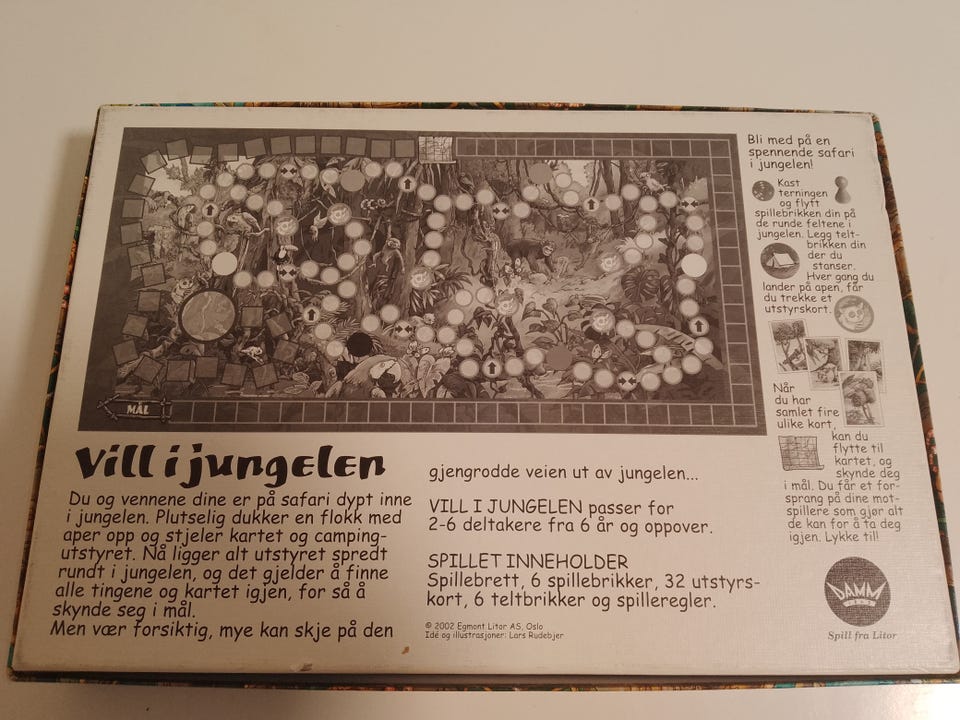 MÅL
Vill i jungelen
Du og vennene dine er på safari dypt inne
i jungelen. Plutselig dukker en flokk med
aper opp og stjeler kartet og camping-
utstyret. Nå ligger alt utstyret spredt
rundt i jungelen, og det gjelder å finne
alle tingene og kartet igjen, for så å
skynde seg i mål.
Men vær forsiktig, mye kan skje på den
gjengrodde veien ut av jungelen...
VILL I JUNGELEN passer for
2-6 deltakere fra 6 år og oppover.
SPILLET INNEHOLDER
Spillebrett, 6 spillebrikker, 32 utstyrs-
kort, 6 teltbrikker og spilleregler.
© 2002 Egmont Litor AS, Oslo
Idé og illustrasjoner: Lars Rudebjer
Bli med på en
spennende safari
i jungelen!
Kast
terningen
og flytt
spillebrikken din på
de runde feltene i
jungelen. Legg telt-
brikken din
der du
stanser.
Hver gang du
lander på apen, får
du trekke et
utstyrskort.
Når
du har
samlet fire
ulike kort,
kan du
flytte til
kartet, og
skynde deg
i mål. Du får et for-
sprang på dine mot-
spillere som gjør alt
de kan for å ta deg
igjen. Lykke til!
DAMM
Spill fra Litor